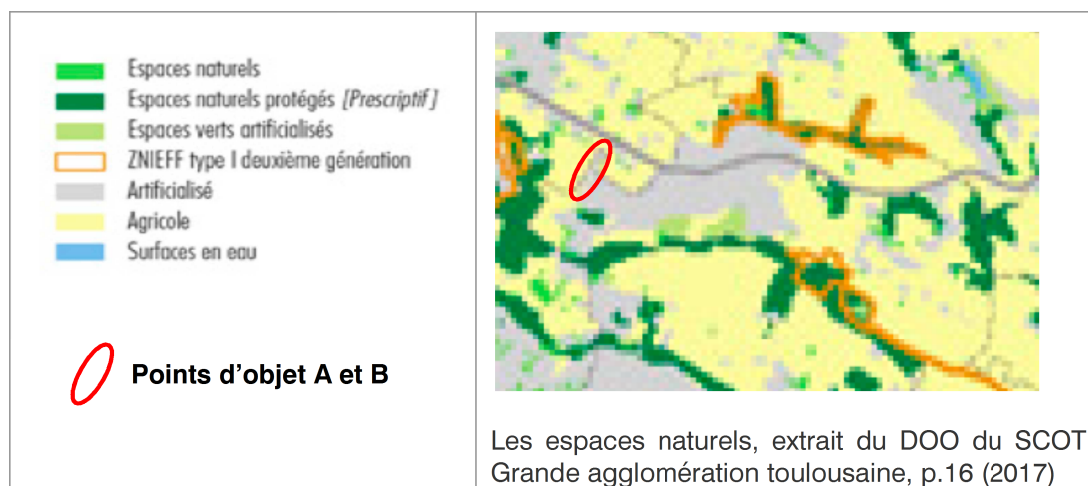 Espaces naturels
Espaces naturels protégés [Prescriptif]
Espaces verts artificialisés
ZNIEFF type I deuxième génération
Artificialisé
Agricole
Surfaces en eau
Points d’objet A et B
Les espaces naturels, extrait du DOO du SCOT
Grande agglomération toulousaine, p.16 (2017)